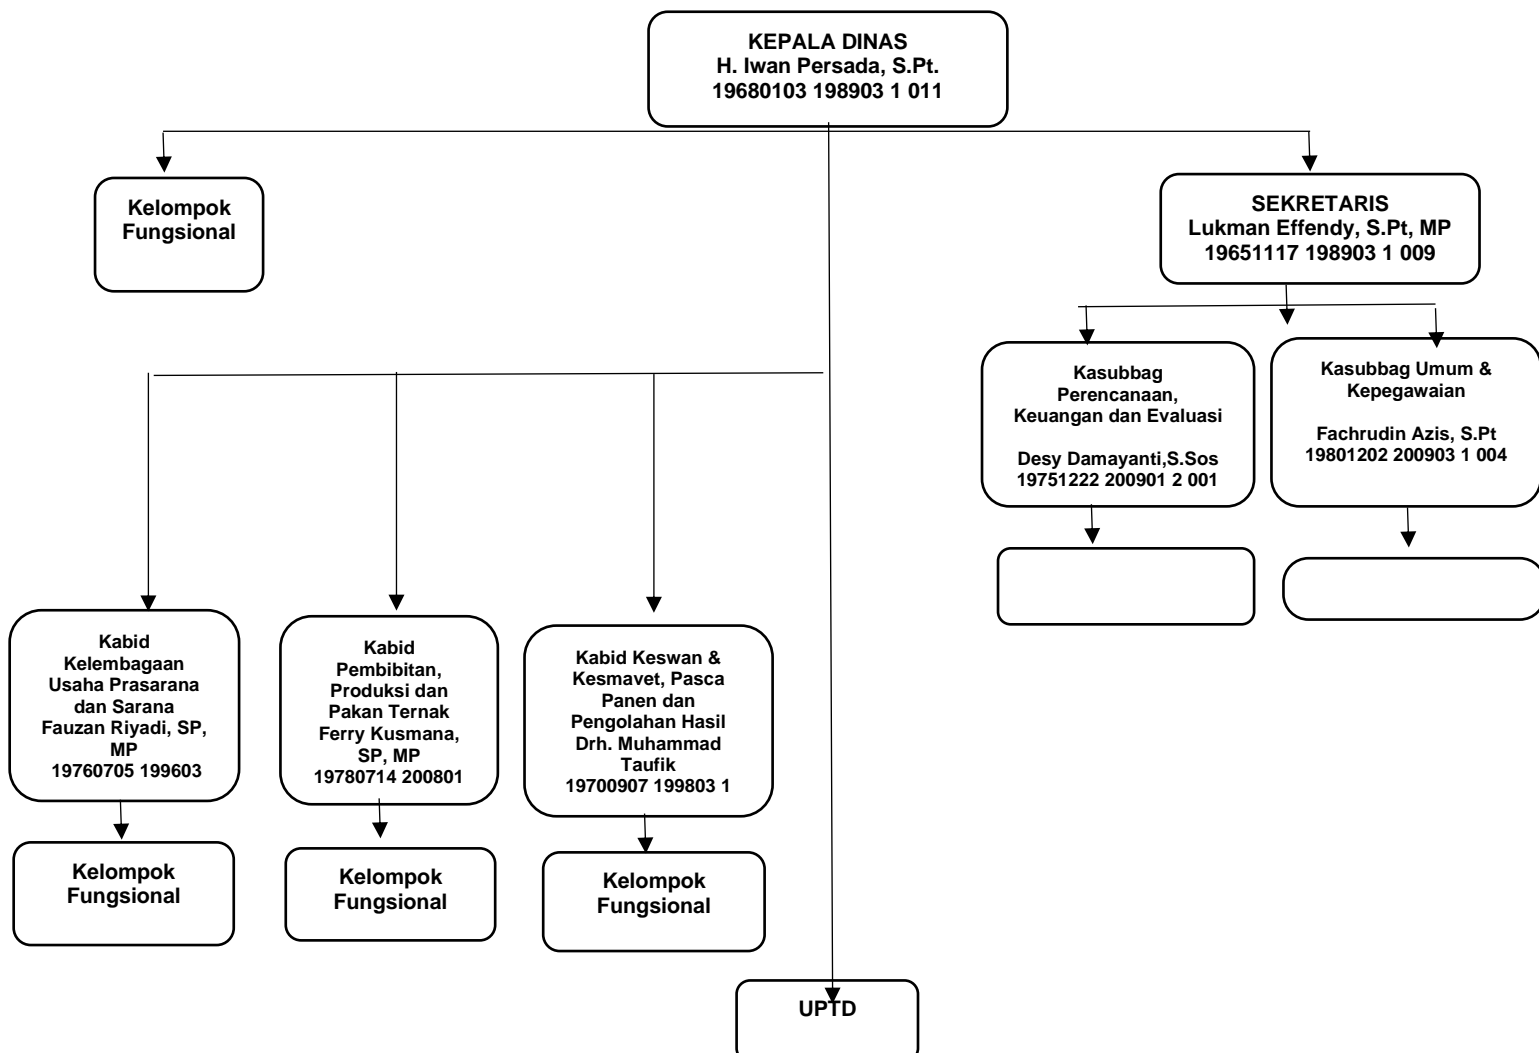 KEPALA DINAS
H. Iwan Persada, S.Pt.
19680103 198903 1 011
Kelompok
Fungsional
SEKRETARIS
Lukman Effendy, S.Pt, MP
19651117 198903 1 009
Kasubbag
Perencanaan,
Keuangan dan Evaluasi
Desy Damayanti,S.Sos
19751222 200901 2 001
Kasubbag Umum &
Kepegawaian
Fachrudin Azis, S.Pt
19801202 200903 1 004
Kabid
Kelembagaan
Usaha Prasarana
dan Sarana
Fauzan Riyadi, SP,
MP
19760705 199603
Kabid
Pembibitan,
Produksi dan
Pakan Ternak
Ferry Kusmana,
SP, MP
19780714 200801
Kabid Keswan &
Kesmavet, Pasca
Panen dan
Pengolahan Hasil
Drh. Muhammad
Taufik
19700907 199803 1
Kelompok
Fungsional
Kelompok
Fungsional
Kelompok
Fungsional
UPTD